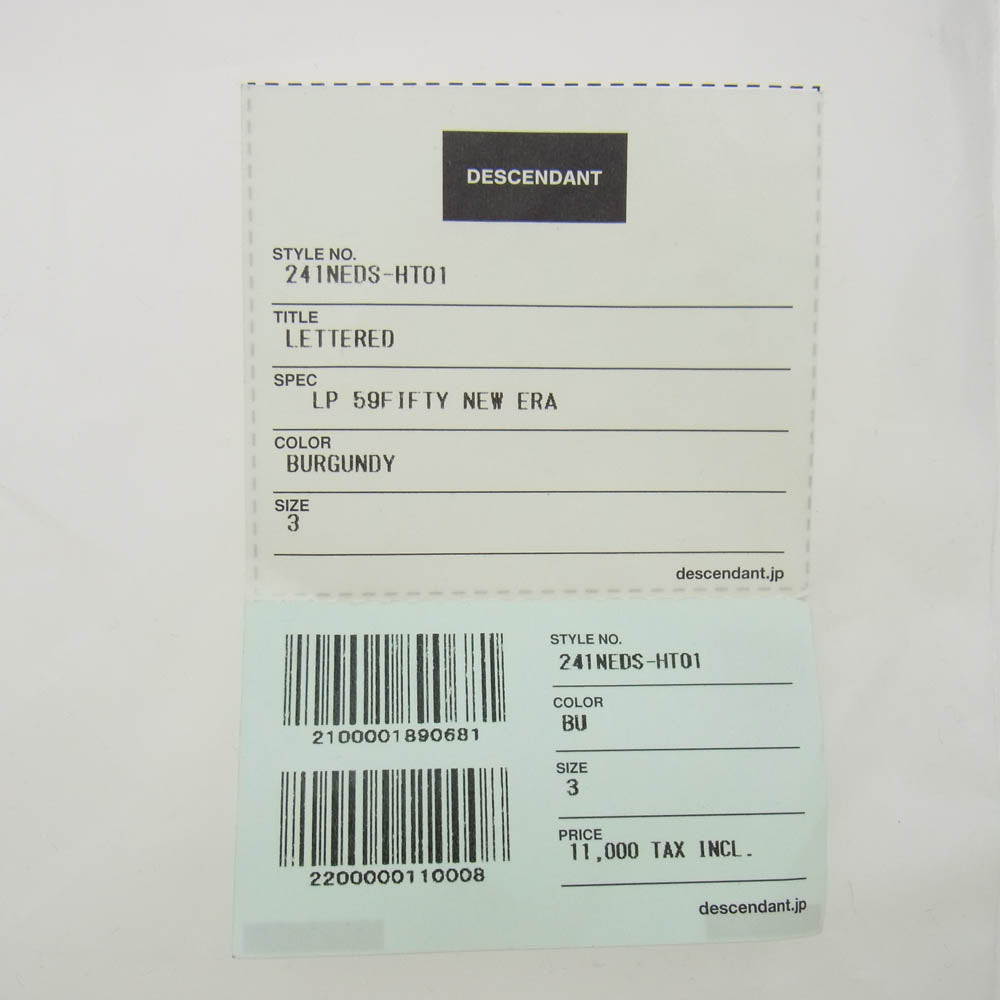 DESCENDANT
STYLE NO.
241NEDS-HT01
TITLE
LETTERED
SPEC
LP 59FIFTY NEW ERA
COLOR
BURGUNDY
SIZE
3
descendant.jp
2100001890681
2200000110008
STYLE NO.
241NEDS-HT01
COLOR
BU
SIZE
3
PRICE
11,000 TAX INCL.
descendant.jp